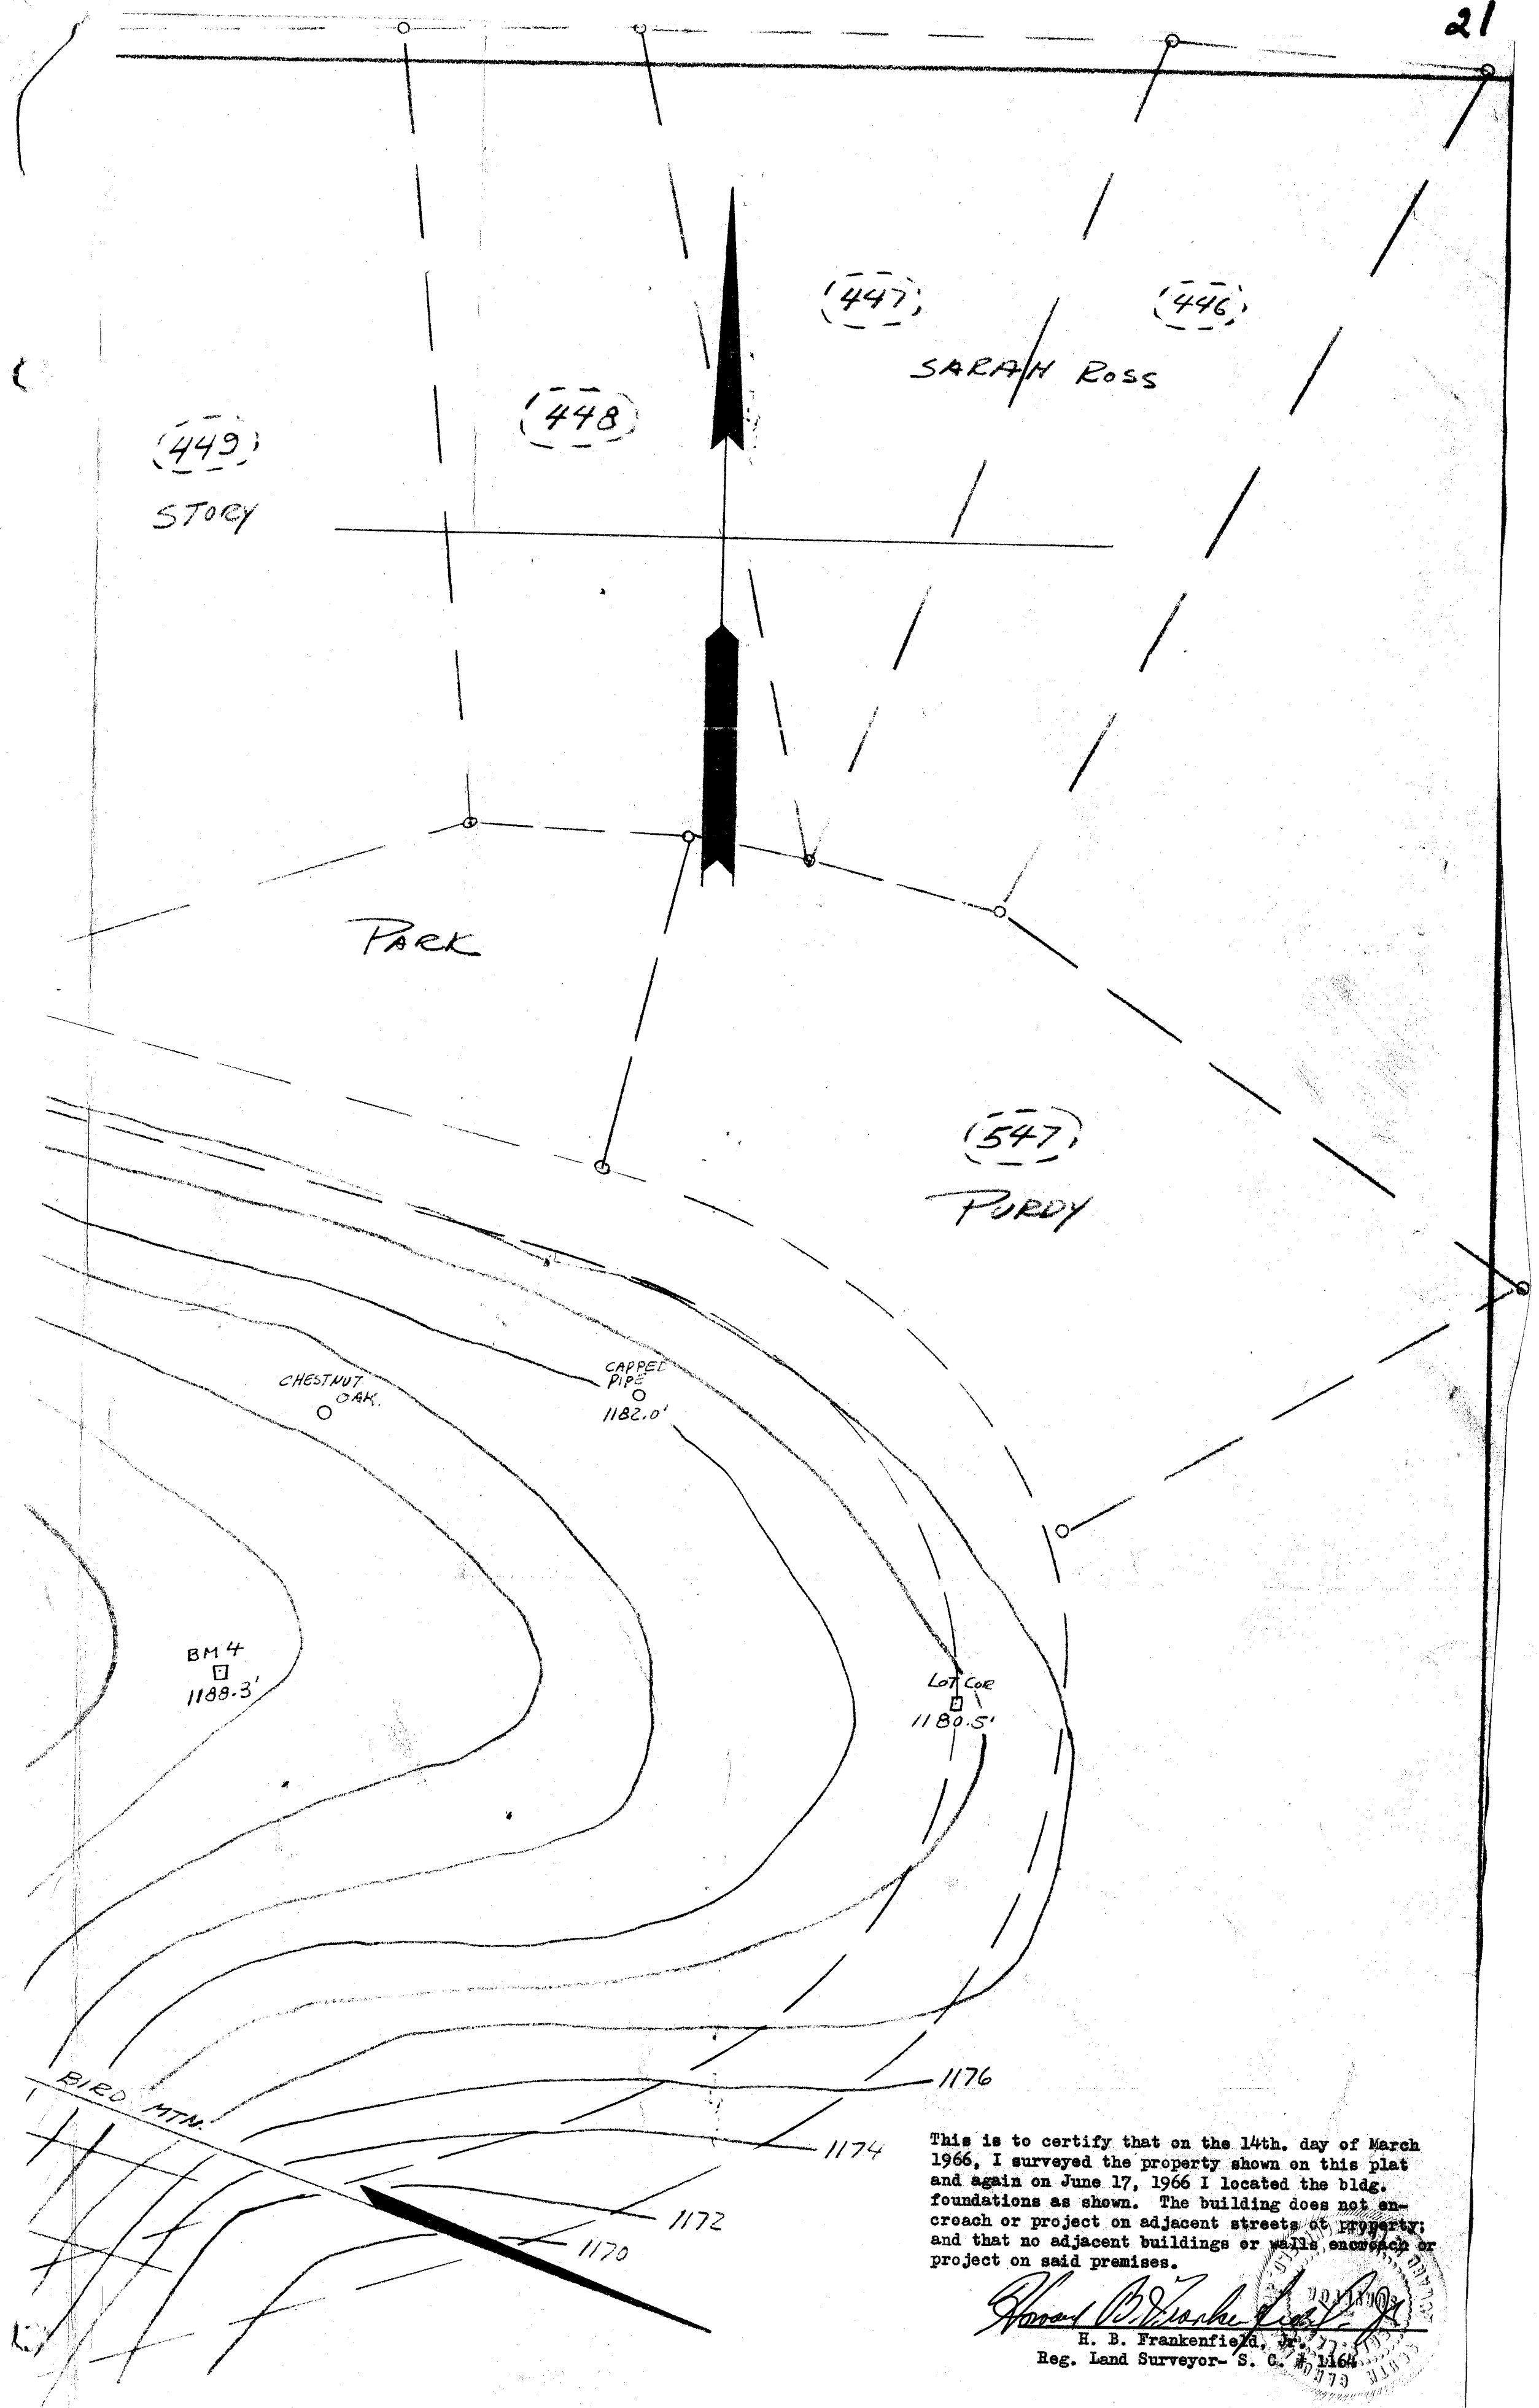 21
447
446
SARAH ROSS
448
449
STORY
PARK
547
PURDY
CAPPED
PIPE
1182.0'
CHESTNUT
OAK.
BM 4
1188.3'
LOT COR
1180.5'
BIRD MTN.
1176
1174
1172
1170
This is to certify that on the 14th. day of March
1966, I surveyed the property shown on this plat
and again on June 17, 1966 I located the bldg.
foundations as shown. The building does not en-
croach or project on adjacent streets ot property;
and that no adjacent buildings or walls encroach or
project on said premises.
Howard B. Frankenfield Jr.
H. B. Frankenfield, Jr.
Reg. Land Surveyor- S. C. # 1164